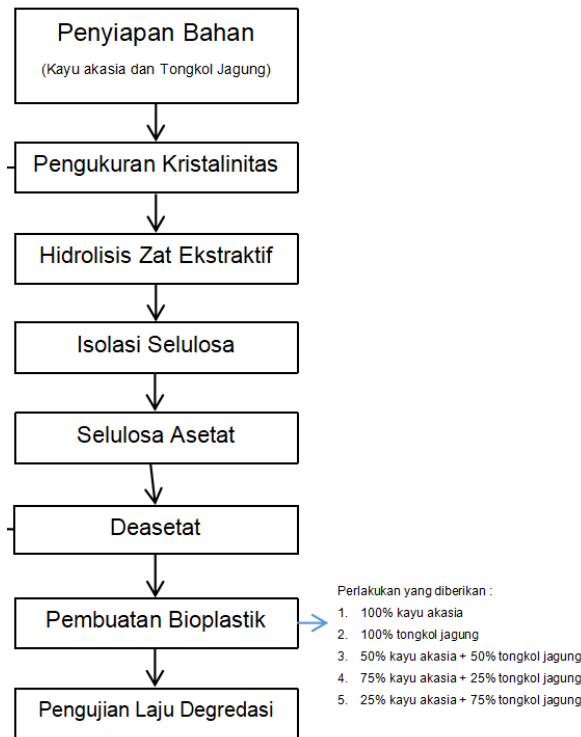 Penyiapan Bahan
(Kayu akasia dan Tongkol Jagung)
Pengukuran Kristalinitas
Hidrolisis Zat Ekstraktif
Isolasi Selulosa
Selulosa Asetat
Deasetat
Pembuatan Bioplastik
Perlakukan yang diberikan :
1. 100% kayu akasia
2. 100% tongkol jagung
3. 50% kayu akasia + 50% tongkol jagung
4. 75% kayu akasia + 25% tongkol jagung
5. 25% kayu akasia + 75% tongkol jagung
Pengujian Laju Degredasi